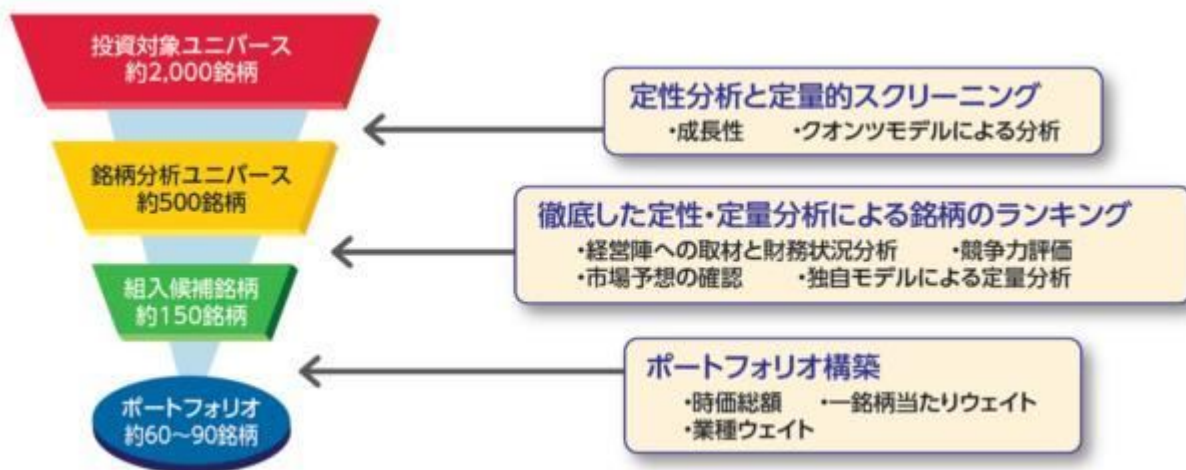 投資対象ユニバース
約2,000銘柄
定性分析と定量的スクリーニング
・成長性 ・クオンツモデルによる分析
銘柄分析ユニバース
約500銘柄
徹底した定性・定量分析による銘柄のランキング
・経営陣への取材と財務状況分析 ・競争力評価
・市場予想の確認 ・独自モデルによる定量分析
組入候補銘柄
約150銘柄
ポートフォリオ構築
・時価総額 ・一銘柄当たりウェイト
・業種ウェイト
ポートフォリオ
約60～90銘柄